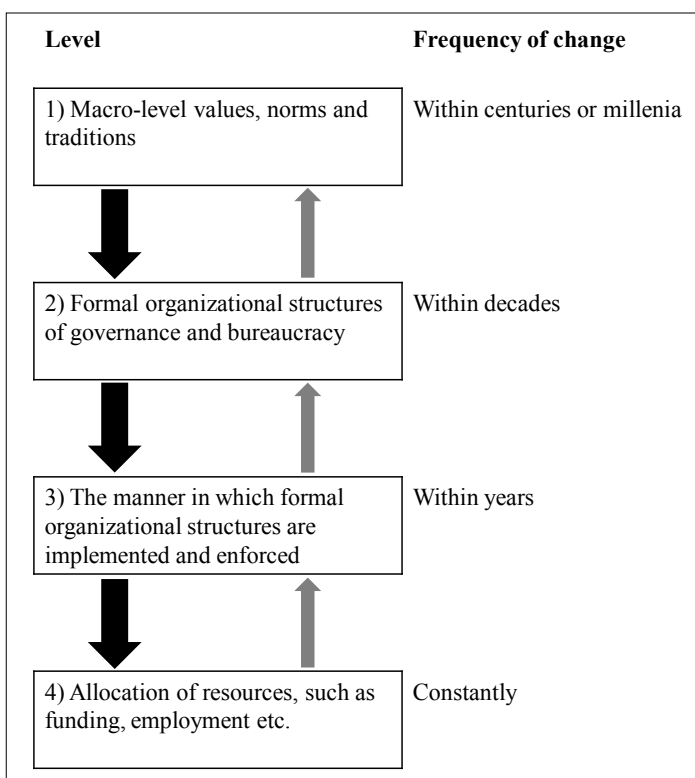 Level Frequency of change
1) Macro-level values, norms and Within centuries or millenia
traditions
2) Formal organizational structures Within decades
of governance and bureaucracy
3) The manner in which formal Within years
organizational structures are
implemented and enforced
4) Allocation of resources, such as Constantly
funding, employment etc.